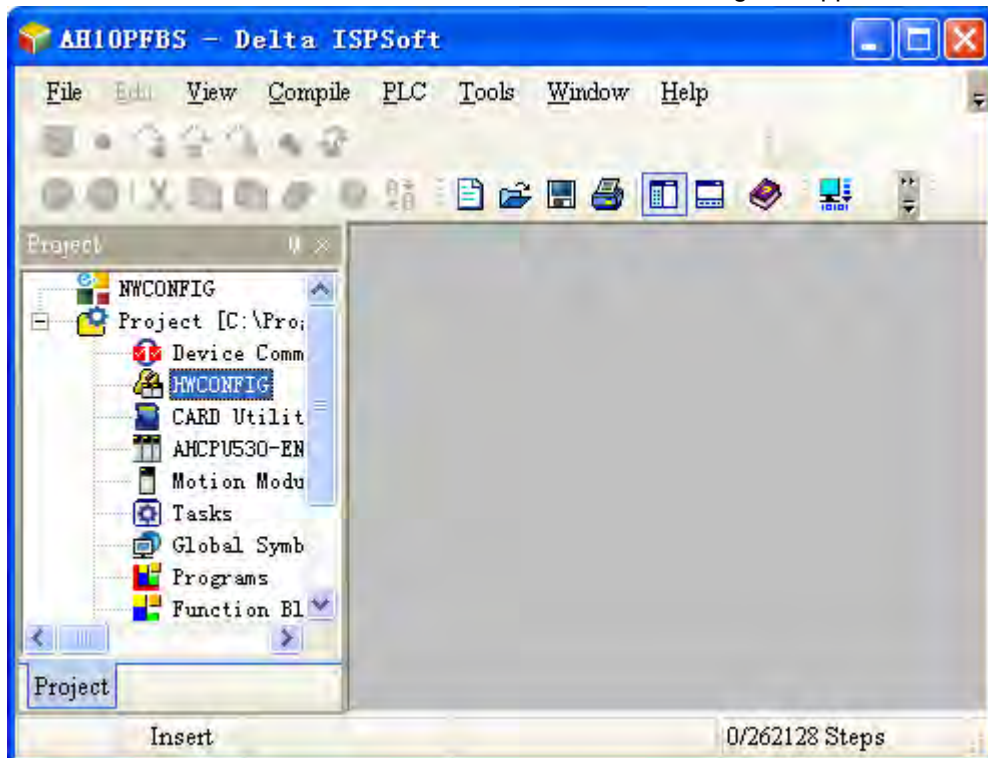 AH10PFBS - Delta ISPSoft
File Edit View Compile PLC Tools Window Help
Project
NWCONFIG
Project [C:\Pro
Device Comm
HWCONFIG
CARD Utilit
AHCPU530-EN
Motion Modu
Tasks
Global Symb
Programs
Function Bl
Project
Insert 0/262128 Steps